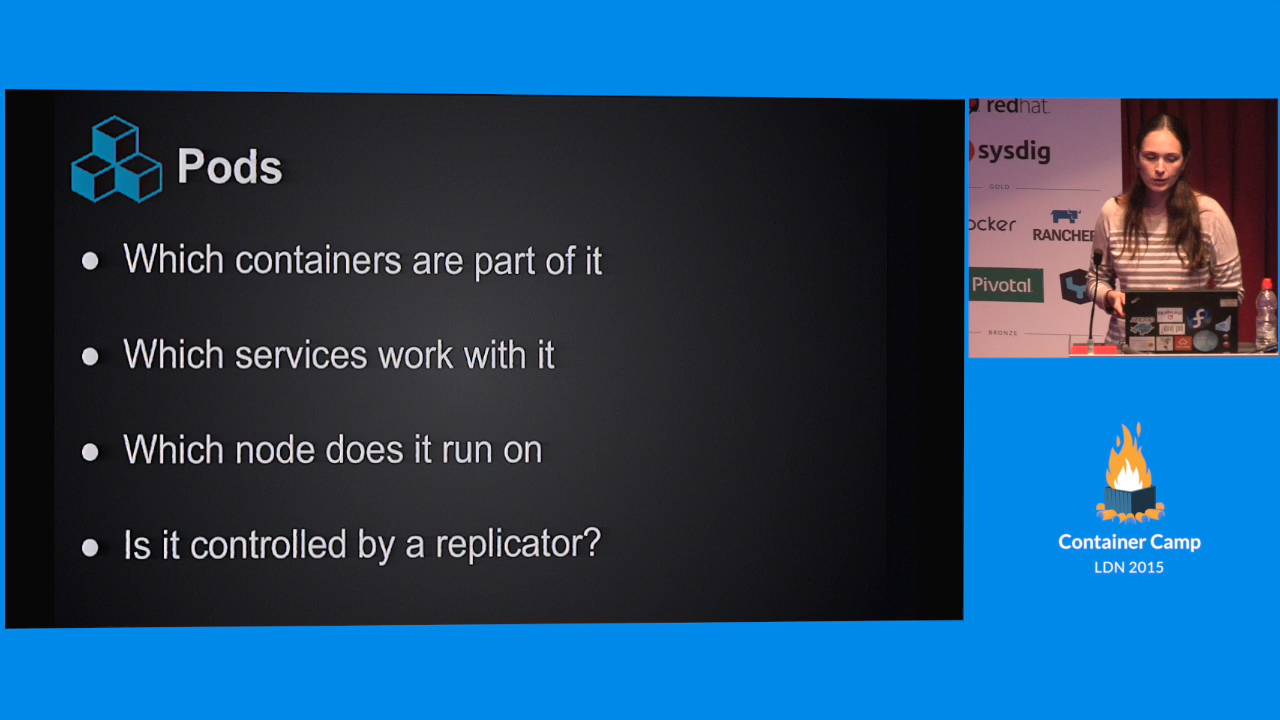 Pods
Which containers are part of it
Which services work with it
Which node does it run on
Is it controlled by a replicator?
redhat.
sysdig
GOLD
ocker
RANCHER
Pivotal
BRONZE
Container Camp
LDN 2015